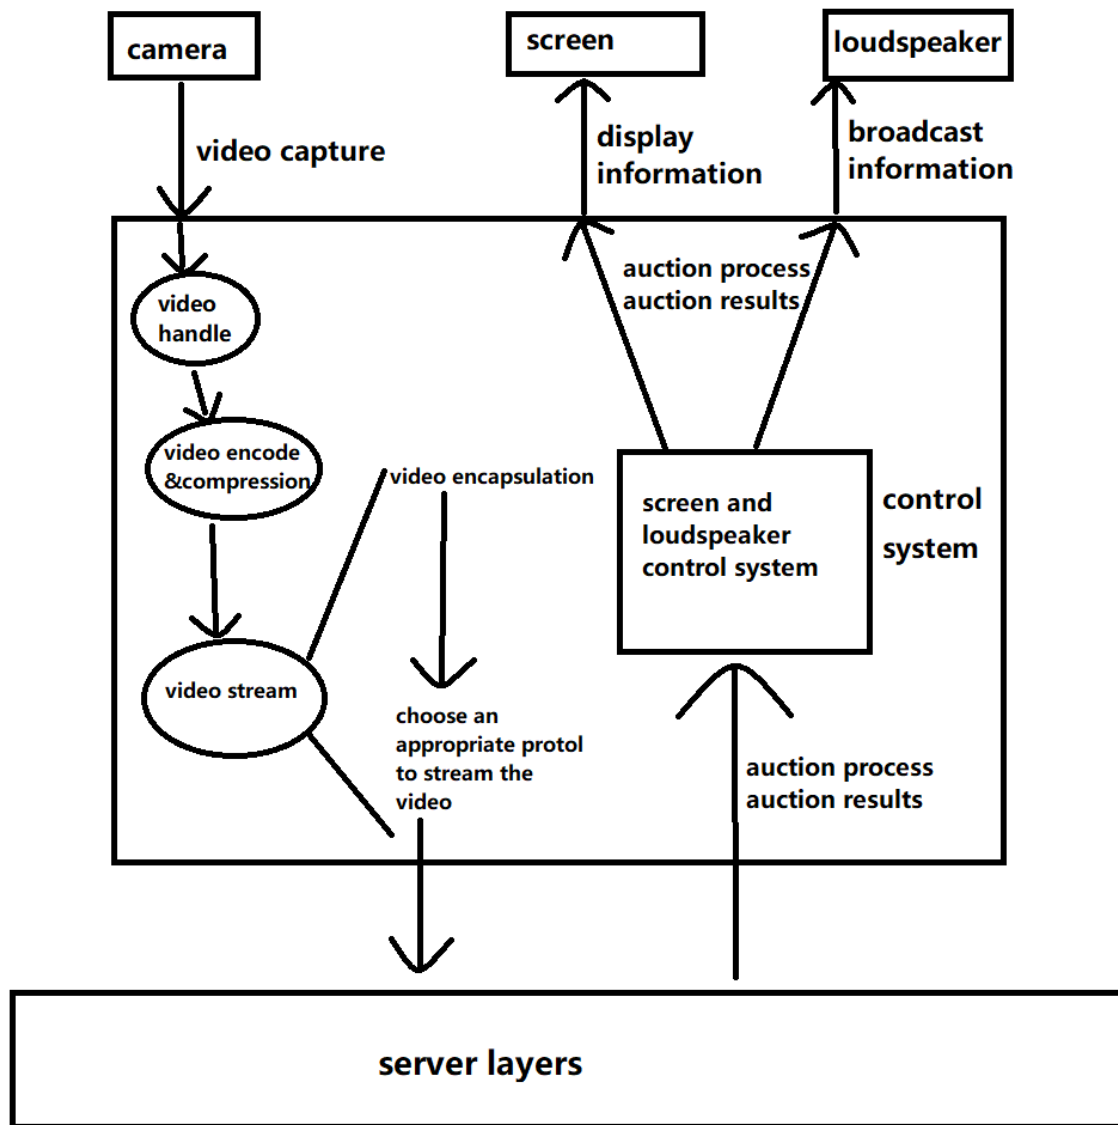 camera
screen
loudspeaker
video capture
display
information
broadcast
information
auction process
auction results
video
handle
video encode
&compression
video encapsulation
screen and
loudspeaker
control system
control
system
video stream
choose an
appropriate protol
to stream the
video
auction process
auction results
server layers